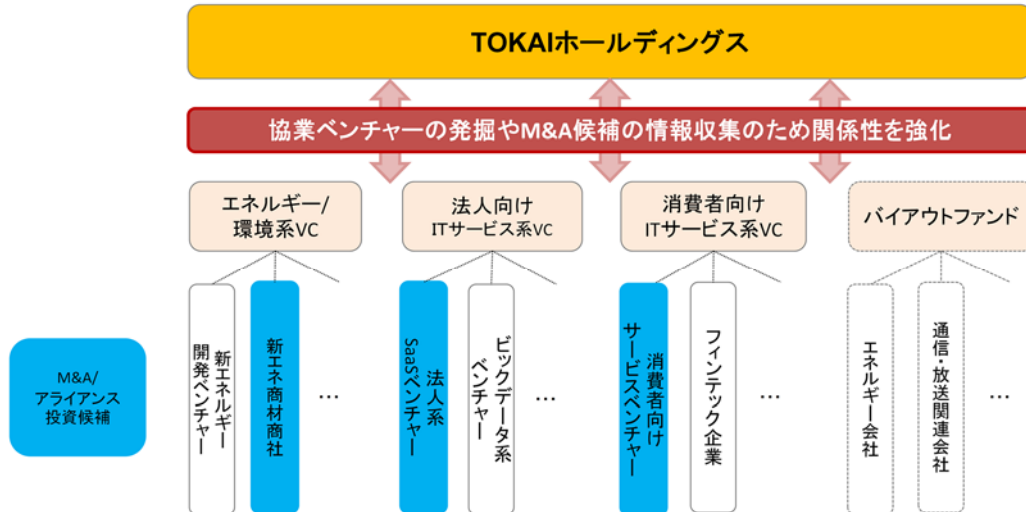 TOKAIホールディングス
協業ベンチャーの発掘やM&A候補の情報収集のため関係性を強化
エネルギー/
環境系VC
法人向け
ITサービス系VC
消費者向け
ITサービス系VC
バイアウトファンド
M&A/
アライアンス
投資候補
新エネルギー
開発ベンチャー
新エネ商材商社
…
法人系
SaaSベンチャー
ビックデータ系
ベンチャー
…
消費者向け
サービスベンチャー
フィンテック企業
…
エネルギー会社
通信・放送関連会社
…